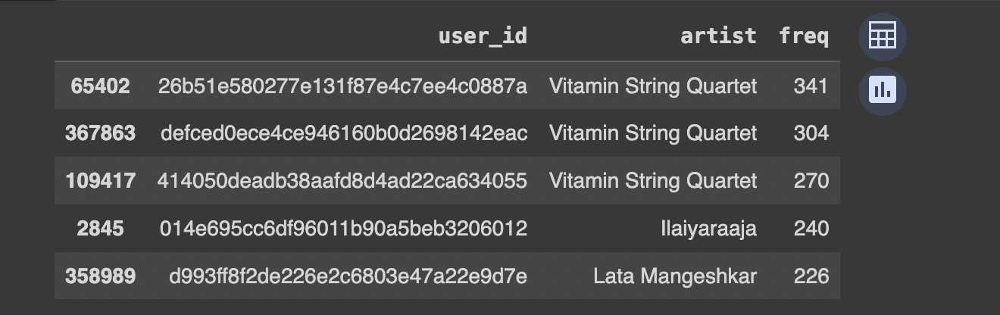 user_id artist freq
65402 26b51e580277e131f87e4c7ee4c0887a Vitamin String Quartet 341
367863 defced0ece4ce946160b0d2698142eac Vitamin String Quartet 304
109417 414050deadb38aafd8d4ad22ca634055 Vitamin String Quartet 270
2845 014e695cc6df96011b90a5beb3206012 Ilaiyaraaja 240
358989 d993ff8f2de226e2c6803e47a22e9d7e Lata Mangeshkar 226